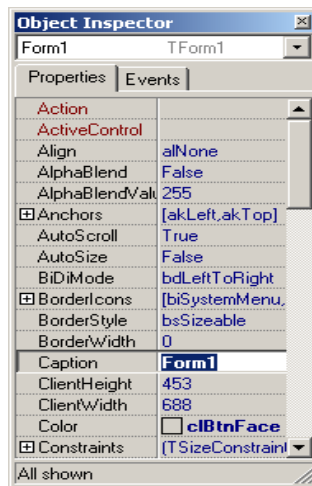 Object Inspector
Form1 TForm1
Properties Events
Action
ActiveControl
Align alNone
AlphaBlend False
AlphaBlendValu 255
Anchors [akLeft,akTop]
AutoScroll True
AutoSize False
BiDiMode bdLeftToRight
BorderIcons [biSystemMenu,
BorderStyle bsSizeable
BorderWidth 0
Caption Form1
ClientHeight 453
ClientWidth 688
Color clBtnFace
Constraints (TSizeConstraint
All shown